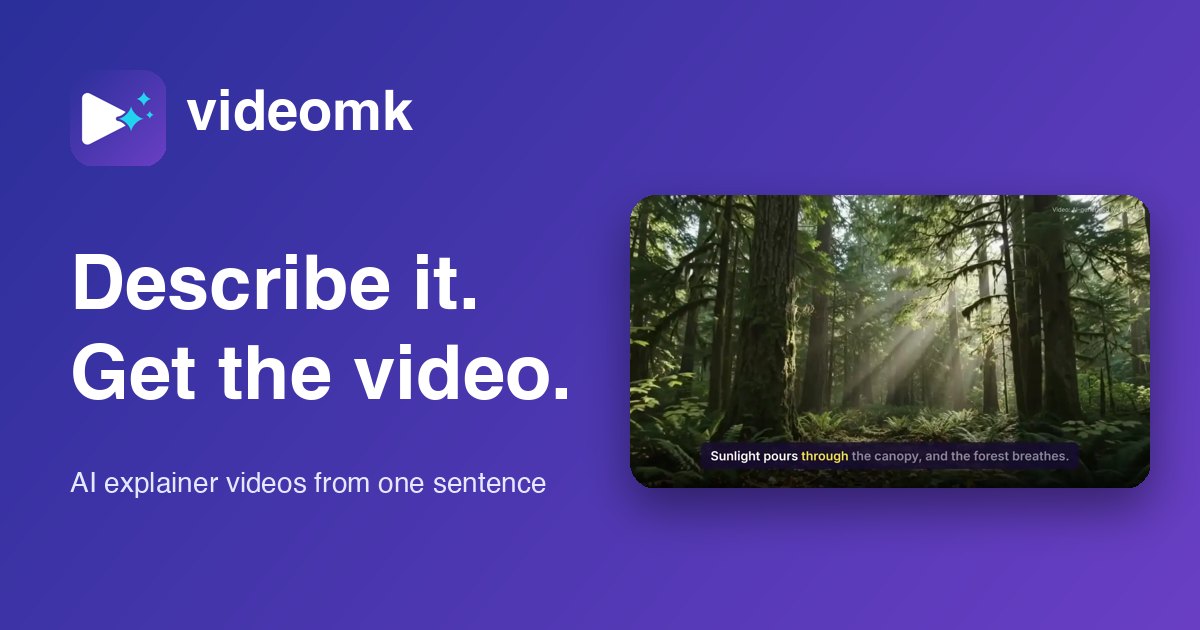 videomk
Describe it.
Get the video.
AI explainer videos from one sentence
Sunlight pours through the canopy, and the forest breathes.